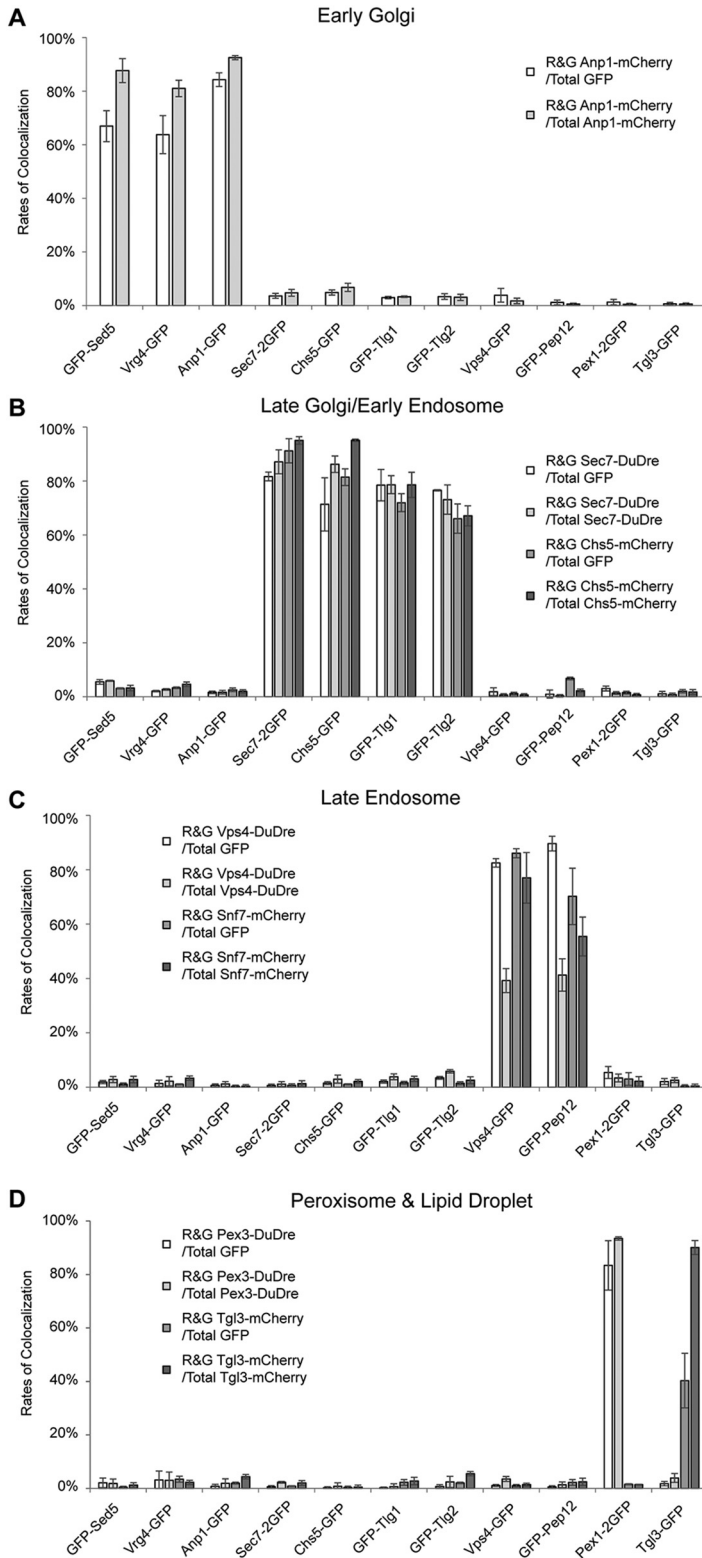 A
Early Golgi
Rates of Colocalization
100%
80%
60%
40%
20%
0%
R&G Anp1-mCherry
/Total GFP
R&G Anp1-mCherry
/Total Anp1-mCherry
GFP-Sed5
Vrg4-GFP
Anp1-GFP
Sec7-2GFP
Chs5-GFP
GFP-Tlg1
GFP-Tlg2
Vps4-GFP
GFP-Pep12
Pex1-2GFP
Tgl3-GFP
B
Late Golgi/Early Endosome
Rates of Colocalization
100%
80%
60%
40%
20%
0%
R&G Sec7-DuDre
/Total GFP
R&G Sec7-DuDre
/Total Sec7-DuDre
R&G Chs5-mCherry
/Total GFP
R&G Chs5-mCherry
/Total Chs5-mCherry
GFP-Sed5
Vrg4-GFP
Anp1-GFP
Sec7-2GFP
Chs5-GFP
GFP-Tlg1
GFP-Tlg2
Vps4-GFP
GFP-Pep12
Pex1-2GFP
Tgl3-GFP
C
Late Endosome
Rates of Colocalization
100%
80%
60%
40%
20%
0%
R&G Vps4-DuDre
/Total GFP
R&G Vps4-DuDre
/Total Vps4-DuDre
R&G Snf7-mCherry
/Total GFP
R&G Snf7-mCherry
/Total Snf7-mCherry
GFP-Sed5
Vrg4-GFP
Anp1-GFP
Sec7-2GFP
Chs5-GFP
GFP-Tlg1
GFP-Tlg2
Vps4-GFP
GFP-Pep12
Pex1-2GFP
Tgl3-GFP
D
Peroxisome & Lipid Droplet
Rates of Colocalization
100%
80%
60%
40%
20%
0%
R&G Pex3-DuDre
/Total GFP
R&G Pex3-DuDre
/Total Pex3-DuDre
R&G Tgl3-mCherry
/Total GFP
R&G Tgl3-mCherry
/Total Tgl3-mCherry
GFP-Sed5
Vrg4-GFP
Anp1-GFP
Sec7-2GFP
Chs5-GFP
GFP-Tlg1
GFP-Tlg2
Vps4-GFP
GFP-Pep12
Pex1-2GFP
Tgl3-GFP